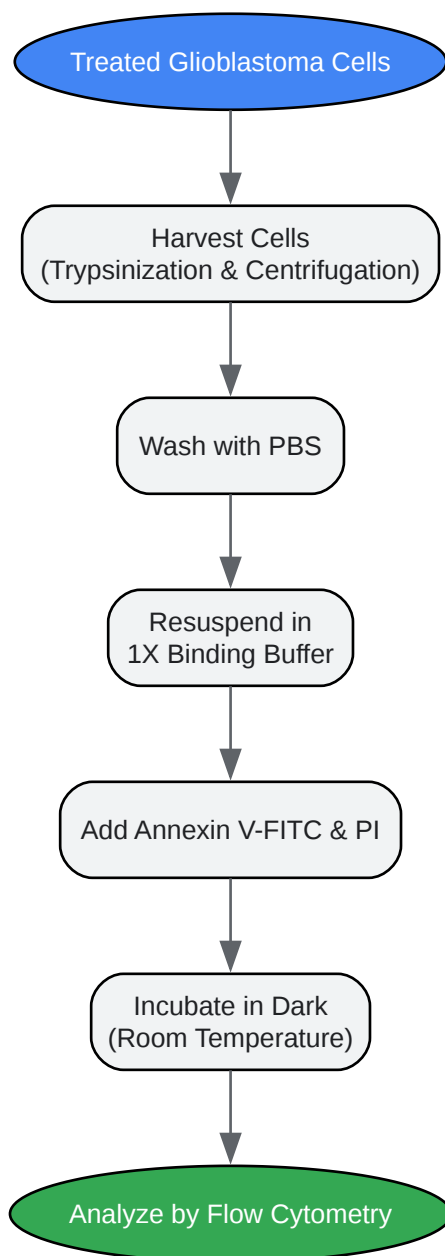 Treated Glioblastoma Cells
Harvest Cells
(Trypsinization & Centrifugation)
Wash with PBS
Resuspend in
1X Binding Buffer
Add Annexin V-FITC & PI
Incubate in Dark
(Room Temperature)
Analyze by Flow Cytometry